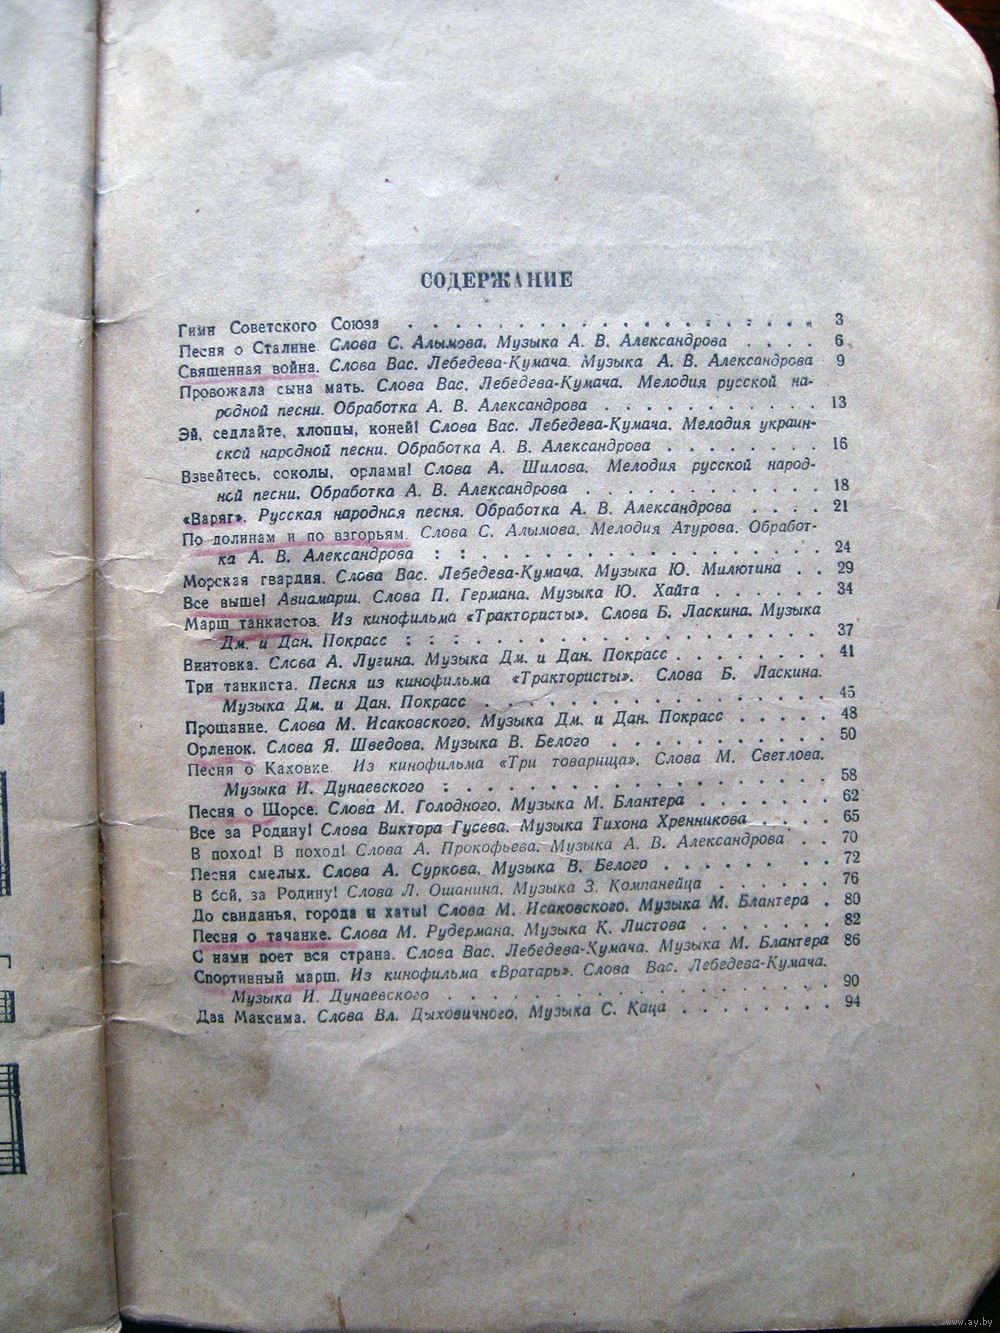 СОДЕРЖАНИЕ
Гимн Советского Союза . . . . . . . . . . . . . . . . . . . . 3
Песня о Сталине. Слова С. Алымова. Музыка А. В. Александрова . . . . 6
Священная война. Слова Вас. Лебедева-Кумача. Музыка А. В. Александрова 9
Провожала сына мать. Слова Вас. Лебедева-Кумача. Мелодия русской на-
родной песни. Обработка А. В. Александрова . . . . . . . . . . . 13
Эй, седлайте, хлопцы, коней! Слова Вас. Лебедева-Кумача. Мелодия украин-
ской народной песни. Обработка А. В. Александрова . . . . . . . . 16
Взвейтесь, соколы, орлами! Слова А. Шилова. Мелодия русской народ-
ной песни. Обработка А. В. Александрова . . . . . . . . . . . . 18
«Варяг». Русская народная песня. Обработка А. В. Александрова . . . . 21
По долинам и по взгорьям. Слова С. Алымова. Мелодия Атурова. Обработ-
ка А. В. Александрова : : . . . . . . . . . . . . . . . . . 24
Морская гвардия. Слова Вас. Лебедева-Кумача. Музыка Ю. Милютина . . 29
Все выше! Авиамарш. Слова П. Германа. Музыка Ю. Хайта . . . . . . 34
Марш танкистов. Из кинофильма «Трактористы». Слова Б. Ласкина. Музыка
Дм. и Дан. Покрасс : : : . . . . . . . . . . . . . . . . . 37
Винтовка. Слова А. Лугина. Музыка Дм. и Дан. Покрасс . . . . . . . . 41
Три танкиста. Песня из кинофильма «Трактористы». Слова Б. Ласкина.
Музыка Дм. и Дан. Покрасс . . . . . . . . . . . . . . . . 45
Прощание. Слова М. Исаковского. Музыка Дм. и Дан. Покрасс . . . . . 48
Орленок. Слова Я. Шведова. Музыка В. Белого . . . . . . . . . . . 50
Песня о Каховке. Из кинофильма «Три товарища». Слова М. Светлова.
Музыка И. Дунаевского : . . . . . . . . . . . . . . . . . 58
Песня о Щорсе. Слова М. Голодного. Музыка М. Блантера . . . . . . . 62
Все за Родину! Слова Виктора Гусева. Музыка Тихона Хренникова . . . . 65
В поход! В поход! Слова А. Прокофьева. Музыка А. В. Александрова . . 70
Песня смелых. Слова А. Суркова. Музыка В. Белого . . . . . . . . 72
В бой, за Родину! Слова Л. Ошанина. Музыка З. Компанейца . . . . . . 76
До свиданья, города и хаты! Слова М. Исаковского. Музыка М. Блантера . 80
Песня о тачанке. Слова М. Рудермана. Музыка К. Листова . . . . . . 82
С нами поет вся страна. Слова Вас. Лебедева-Кумача. Музыка М. Блантера 86
Спортивный марш. Из кинофильма «Вратарь». Слова Вас. Лебедева-Кумача.
Музыка И. Дунаевского . . . . . . . . . . . . . . . . . . 90
Два Максима. Слова Вл. Дыховичного. Музыка С. Каца . . . . . . . . 94
www.ay.by